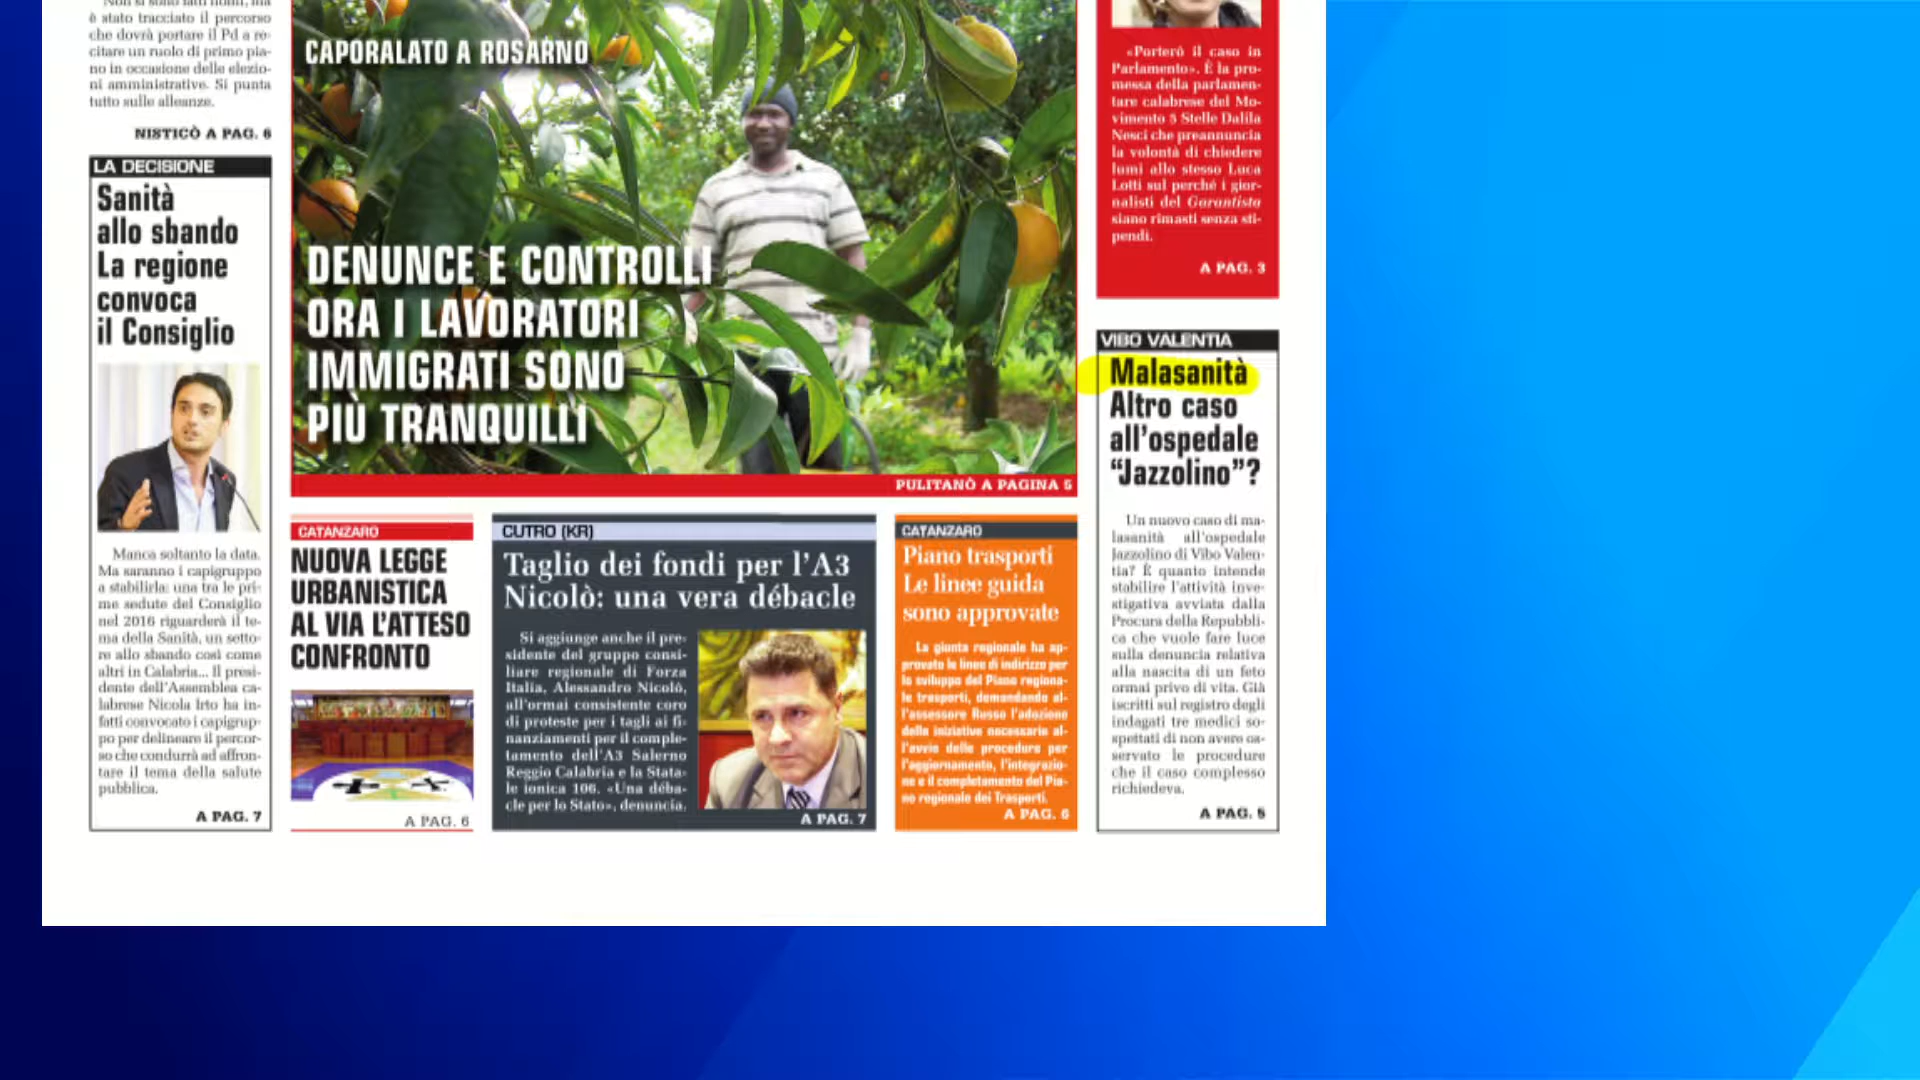 Non si sono fatti nomi, ma
è stato tracciato il percorso
che dovrà portare il Pd a re-
citare un ruolo di primo pia-
no in occasione delle elezio-
ni amministrative. Si punta
tutto sulle alleanze.
NISTICÒ A PAG. 6
LA DECISIONE
Sanità
allo sbando
La regione
convoca
il Consiglio
Manca soltanto la data.
Ma saranno i capigruppo
a stabilirla: una tra le pri-
me sedute del Consiglio
nel 2016 riguarderà il te-
ma della Sanità, un setto-
re allo sbando così come
altri in Calabria... Il presi-
dente dell'Assemblea ca-
labrese Nicola Irto ha in-
fatti convocato i capigrup-
po per delineare il percor-
so che condurrà ad affron-
tare il tema della salute
pubblica.
A PAG. 7
CAPORALATO A ROSARNO
DENUNCE E CONTROLLI
ORA I LAVORATORI
IMMIGRATI SONO
PIÙ TRANQUILLI
PULITANÒ A PAGINA 5
CATANZARO
NUOVA LEGGE
URBANISTICA
AL VIA L'ATTESO
CONFRONTO
A PAG. 6
CUTRO (KR)
Taglio dei fondi per l'A3
Nicolò: una vera débacle
Si aggiunge anche il pre-
sidente del gruppo consi-
liare regionale di Forza
Italia, Alessandro Nicolò,
all'ormai consistente coro
di proteste per i tagli ai fi-
nanziamenti per il comple-
tamento dell'A3 Salerno
Reggio Calabria e la Stata-
le ionica 106. «Una déba-
cle per lo Stato», denuncia.
A PAG. 7
CATANZARO
Piano trasporti
Le linee guida
sono approvate
La giunta regionale ha ap-
provato le linee di indirizzo per
lo sviluppo del Piano regiona-
le trasporti, demandando al-
l'assessore Russo l'adozione
delle iniziative necessarie al-
l'avvio delle procedure per
l'aggiornamento, l'integrazio-
ne e il completamento del Pia-
no regionale dei Trasporti.
A PAG. 6
«Porterò il caso in
Parlamento». È la pro-
messa della parlamen-
tare calabrese del Mo-
vimento 5 Stelle Dalila
Nesci che preannuncia
la volontà di chiedere
lumi allo stesso Luca
Lotti sul perché i gior-
nalisti del Garantista
siano rimasti senza sti-
pendi.
A PAG. 3
VIBO VALENTIA
Malasanità
Altro caso
all'ospedale
“Jazzolino”?
Un nuovo caso di ma-
lasanità all'ospedale
Jazzolino di Vibo Valen-
tia? È quanto intende
stabilire l'attività inve-
stigativa avviata dalla
Procura della Repubbli-
ca che vuole fare luce
sulla denuncia relativa
alla nascita di un feto
ormai privo di vita. Già
iscritti sul registro degli
indagati tre medici so-
spettati di non avere os-
servato le procedure
che il caso complesso
richiedeva.
A PAG. 5